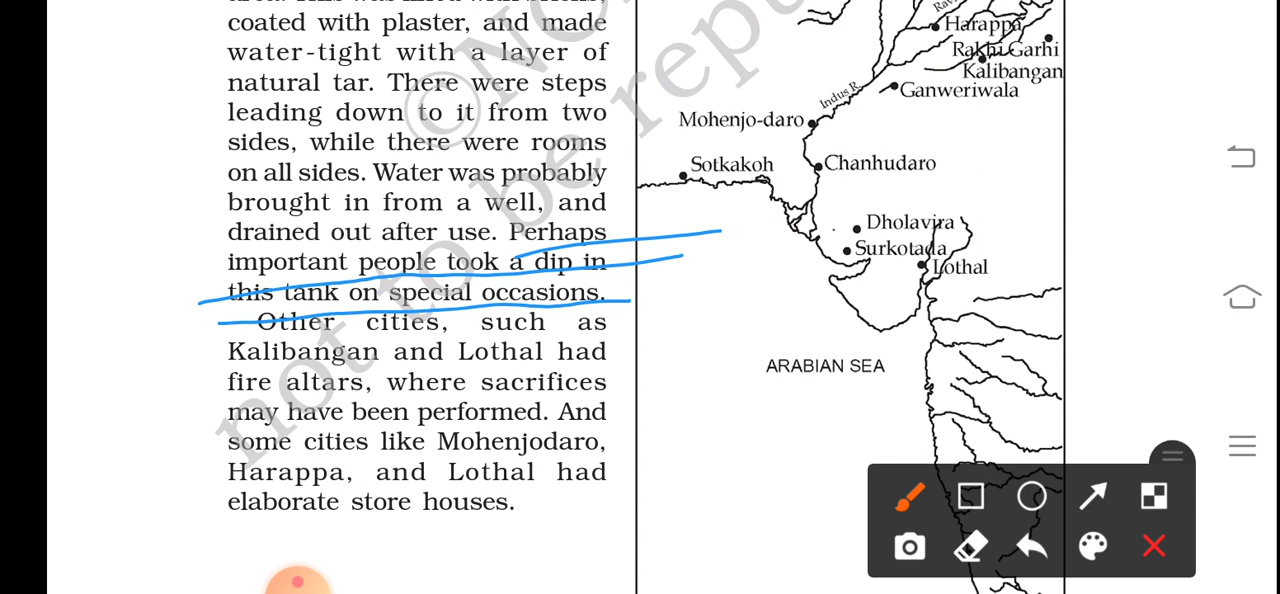 coated with plaster, and made
water-tight with a layer of
natural tar. There were steps
leading down to it from two
sides, while there were rooms
on all sides. Water was probably
brought in from a well, and
drained out after use. Perhaps
important people took a dip in
this tank on special occasions.
Other cities, such as
Kalibangan and Lothal had
fire altars, where sacrifices
may have been performed. And
some cities like Mohenjodaro,
Harappa, and Lothal had
elaborate store houses.
Harappa
Rakhi Garhi
Kalibangan
Ganweriwala
Indus R.
Mohenjo-daro
Sotkakoh
Chanhudaro
Dholavira
Surkotada
Lothal
ARABIAN SEA
not to be